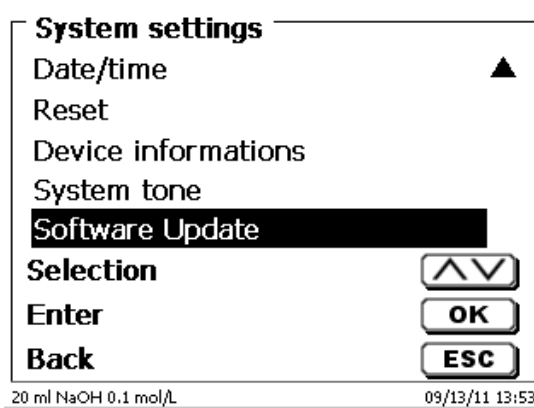 System settings
Date/time ▲
Reset
Device informations
System tone
Software Update
Selection
Enter OK
Back ESC
20 ml NaOH 0.1 mol/L 09/13/11 13:53